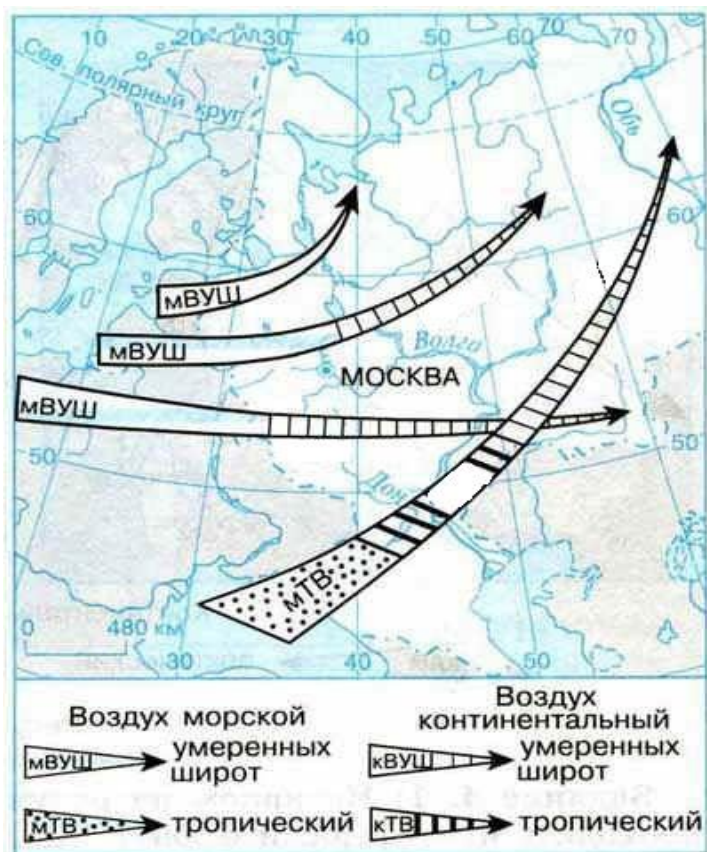 10 20 30 40 50 60 70 70
Сев. полярный круг
Обь
60 60
мВУШ
мВУШ
Волга
МОСКВА
мВУШ
50 50
Дон
мТВ
0 480 км
30 40 50
Воздух морской
мВУШ умеренных широт
мТВ тропический
Воздух континентальный
кВУШ умеренных широт
кТВ тропический